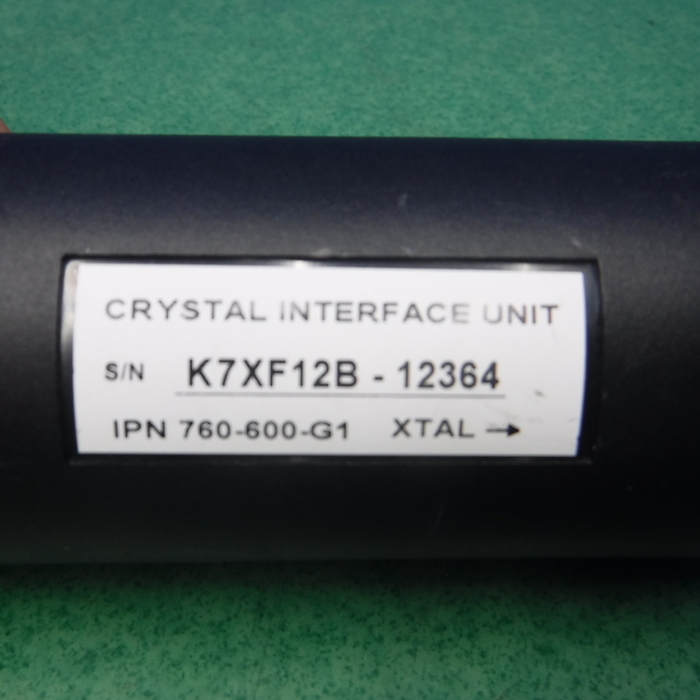 CRYSTAL INTERFACE UNIT
S/N K7XF12B - 12364
IPN 760-600-G1 XTAL →